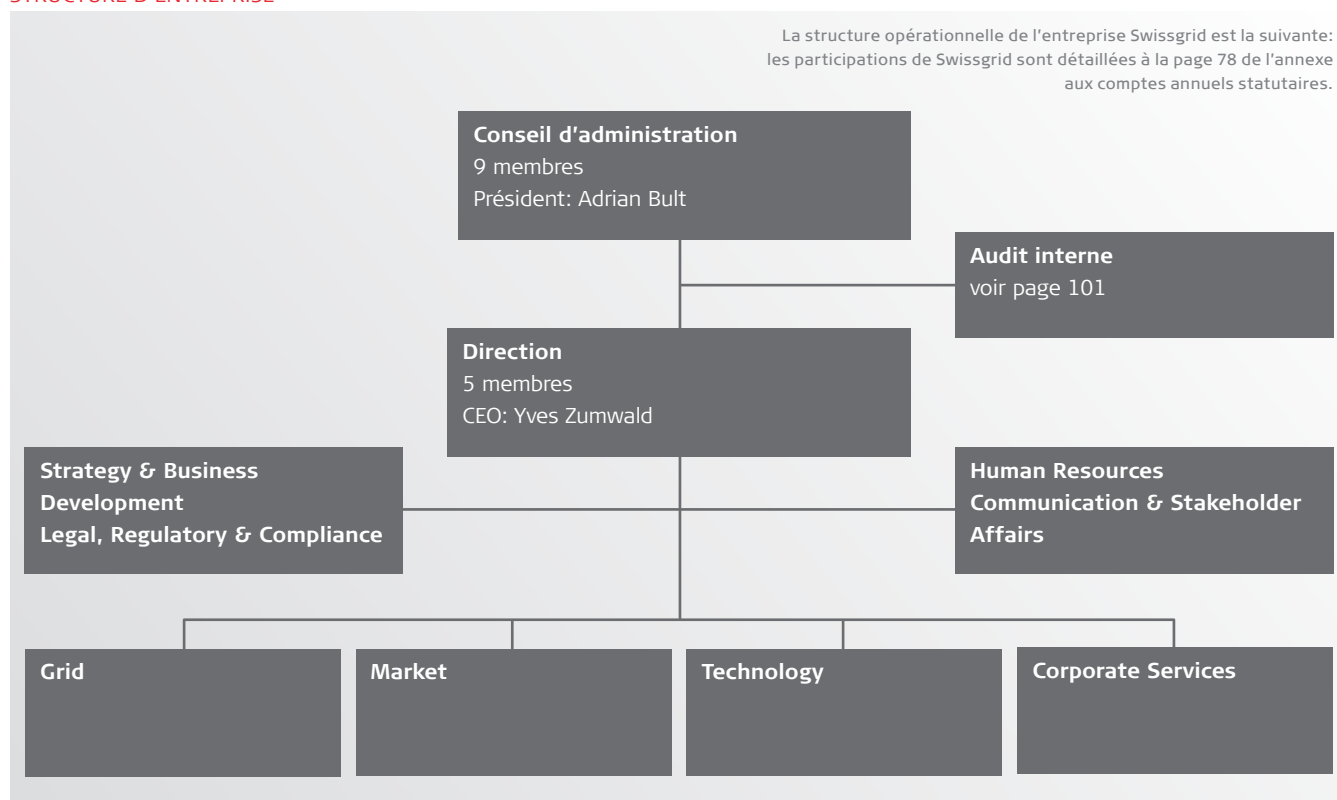 STRUCTURE D'ENTREPRISE
La structure opérationnelle de l'entreprise Swissgrid est la suivante:
les participations de Swissgrid sont détaillées à la page 78 de l'annexe
aux comptes annuels statutaires.
Conseil d'administration
9 membres
Président: Adrian Bult
Audit interne
voir page 101
Direction
5 membres
CEO: Yves Zumwald
Strategy & Business
Development
Legal, Regulatory & Compliance
Human Resources
Communication & Stakeholder
Affairs
Grid
Market
Technology
Corporate Services